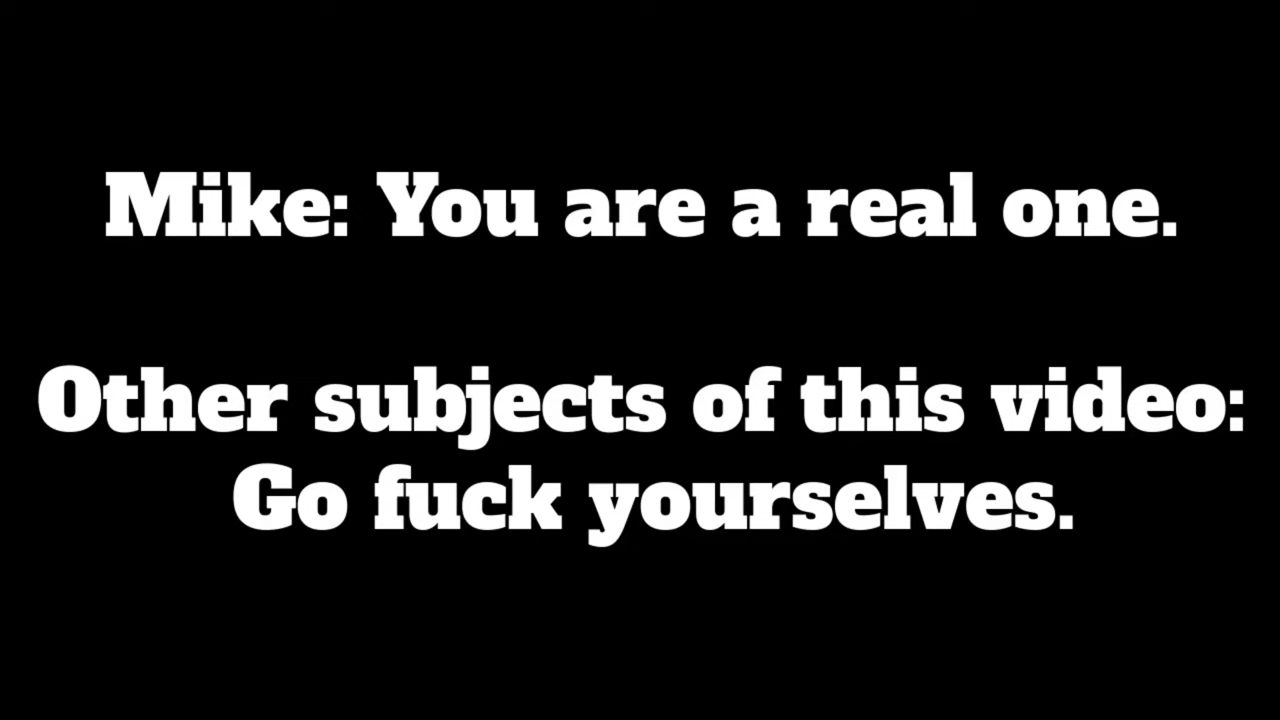 Mike: You are a real one.
Other subjects of this video:
Go fuck yourselves.